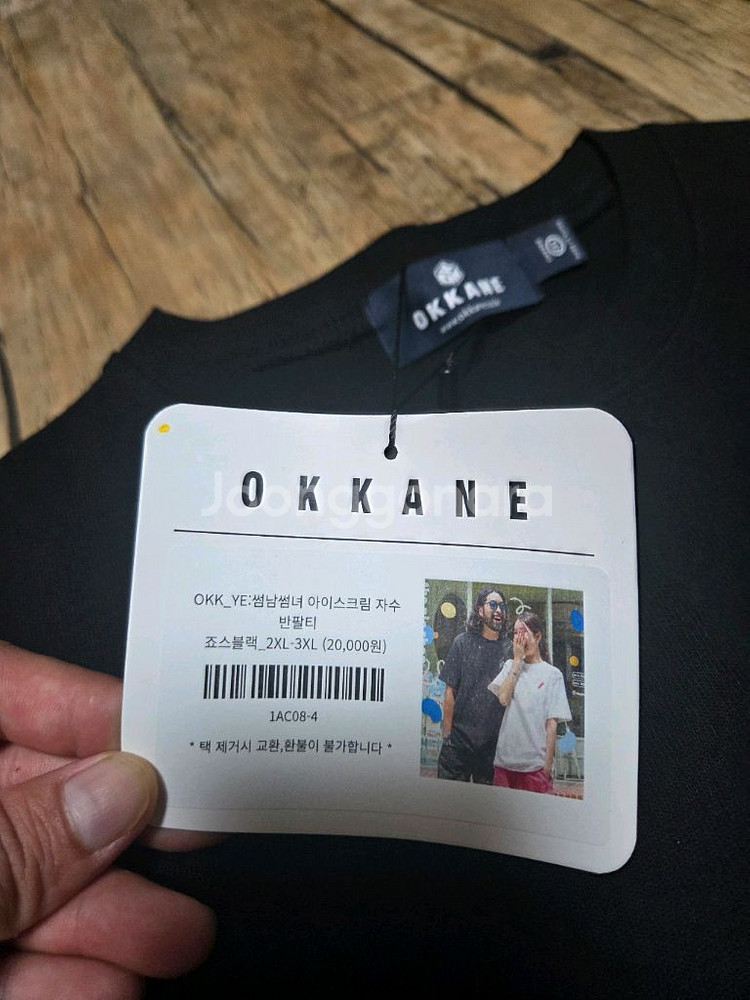 OKKANE
Joonggonara
OKKANE
OKK_YE:썸남썸녀 아이스크림 자수
반팔티
죠스블랙_2XL-3XL (20,000원)
1AC08-4
* 택 제거시 교환,환불이 불가합니다 *